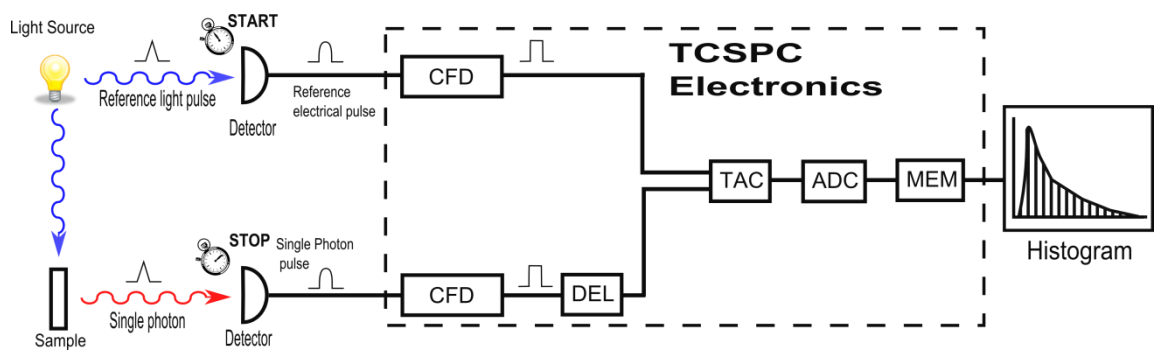 Light Source
START
Reference light pulse
Detector
Reference
electrical pulse
CFD
TCSPC
Electronics
TAC
ADC
MEM
Histogram
STOP
Single Photon
pulse
Sample
Single photon
Detector
CFD
DEL